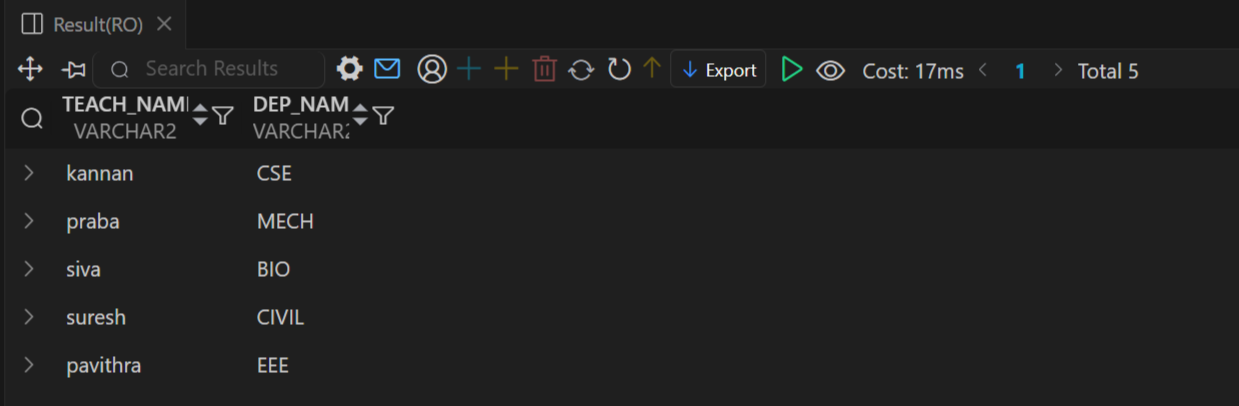 Result(RO)
Search Results Export Cost: 17ms 1 Total 5
TEACH_NAM DEP_NAM
VARCHAR2 VARCHAR2
kannan CSE
praba MECH
siva BIO
suresh CIVIL
pavithra EEE